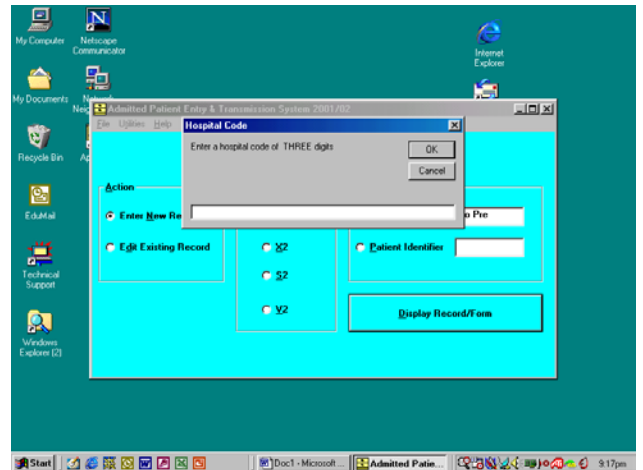 My Computer
Netscape
Communicator
Internet
Explorer
My Documents
Admitted Patient Entry & Transmission System 2001/02
File Utilities Help
Hospital Code
Enter a hospital code of THREE digits
OK
Cancel
Recycle Bin
Action
Enter New Re
o Pre
EduMail
Edit Existing Record
X2
Patient Identifier
S2
Technical
Support
V2
Display Record/Form
Windows
Explorer (2)
Start
Doc1 - Microsoft ...
Admitted Patie...
9:17pm